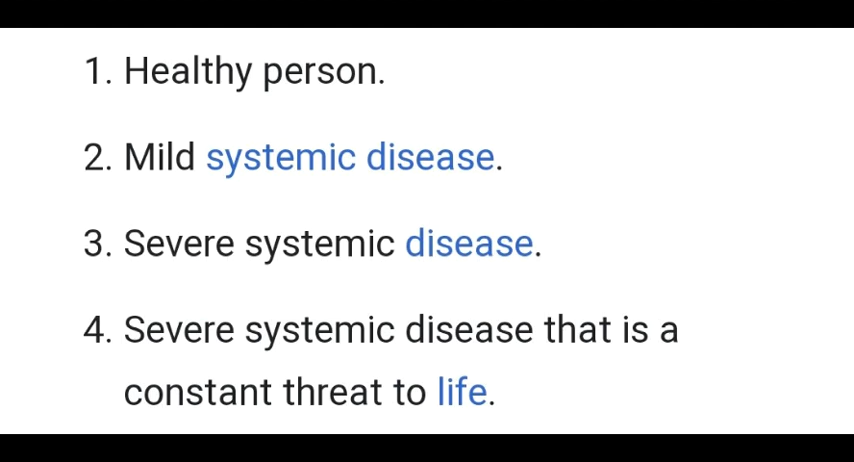 1. Healthy person.
2. Mild systemic disease.
3. Severe systemic disease.
4. Severe systemic disease that is a
constant threat to life.